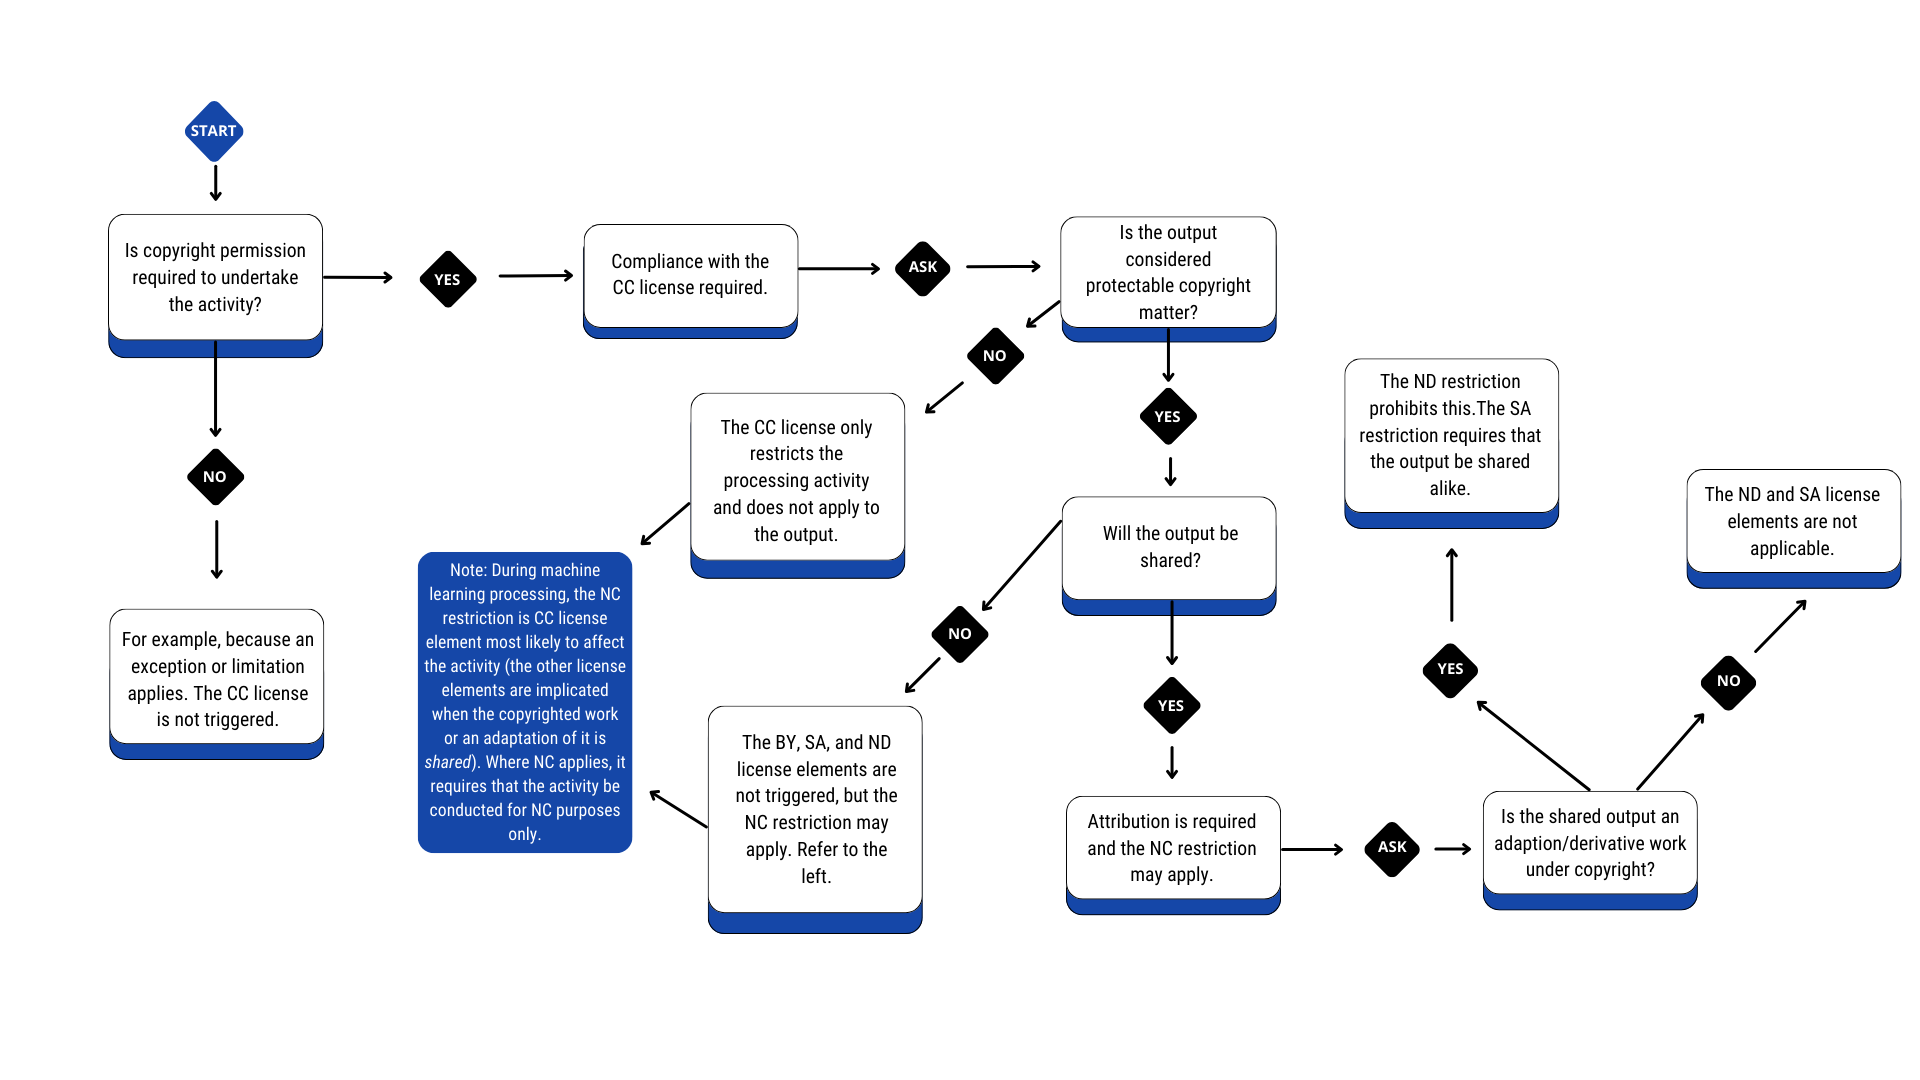 START
Is copyright permission
required to undertake
the activity?
YES
Compliance with the
CC license required.
ASK
Is the output
considered
protectable copyright
matter?
NO
For example, because an
exception or limitation
applies. The CC license
is not triggered.
NO
The CC license only
restricts the
processing activity
and does not apply to
the output.
Note: During machine
learning processing, the NC
restriction is CC license
element most likely to affect
the activity (the other license
elements are implicated
when the copyrighted work
or an adaptation of it is
shared). Where NC applies, it
requires that the activity be
conducted for NC purposes
only.
YES
Will the output be
shared?
NO
The BY, SA, and ND
license elements are
not triggered, but the
NC restriction may
apply. Refer to the
left.
YES
Attribution is required
and the NC restriction
may apply.
ASK
Is the shared output an
adaption/derivative work
under copyright?
YES
The ND restriction
prohibits this.The SA
restriction requires that
the output be shared
alike.
NO
The ND and SA license
elements are not
applicable.